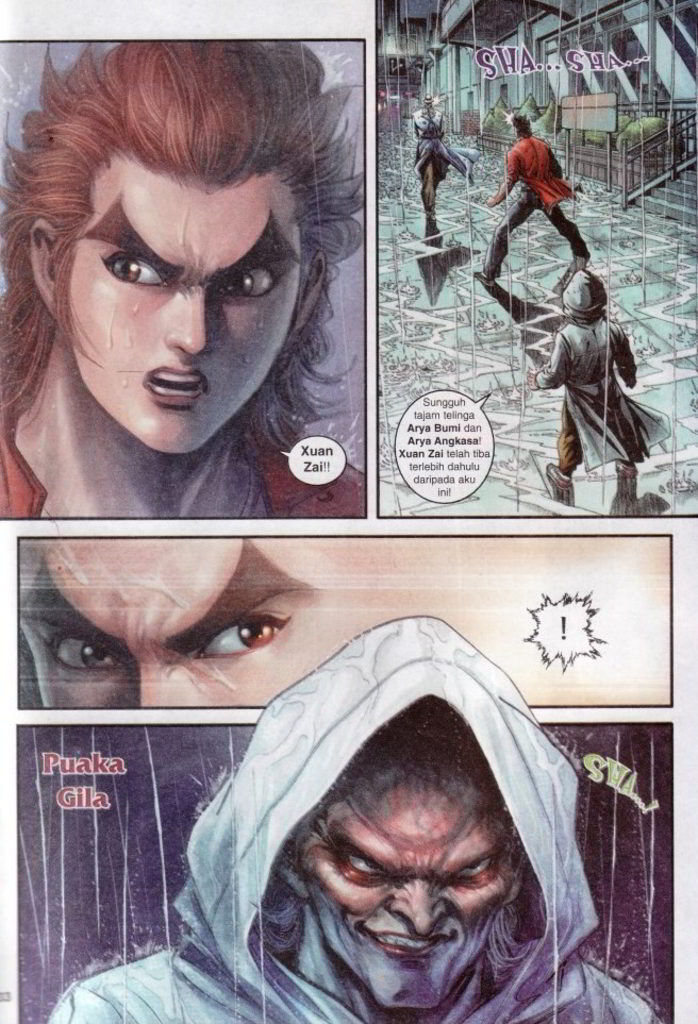 Xuan
Zai!!
SHA... SHA...
Sungguh
tajam telinga
Arya Bumi dan
Arya Angkasa!
Xuan Zai telah tiba
terlebih dahulu
daripada aku
ini!
!
Puaka
Gila
SHA...!